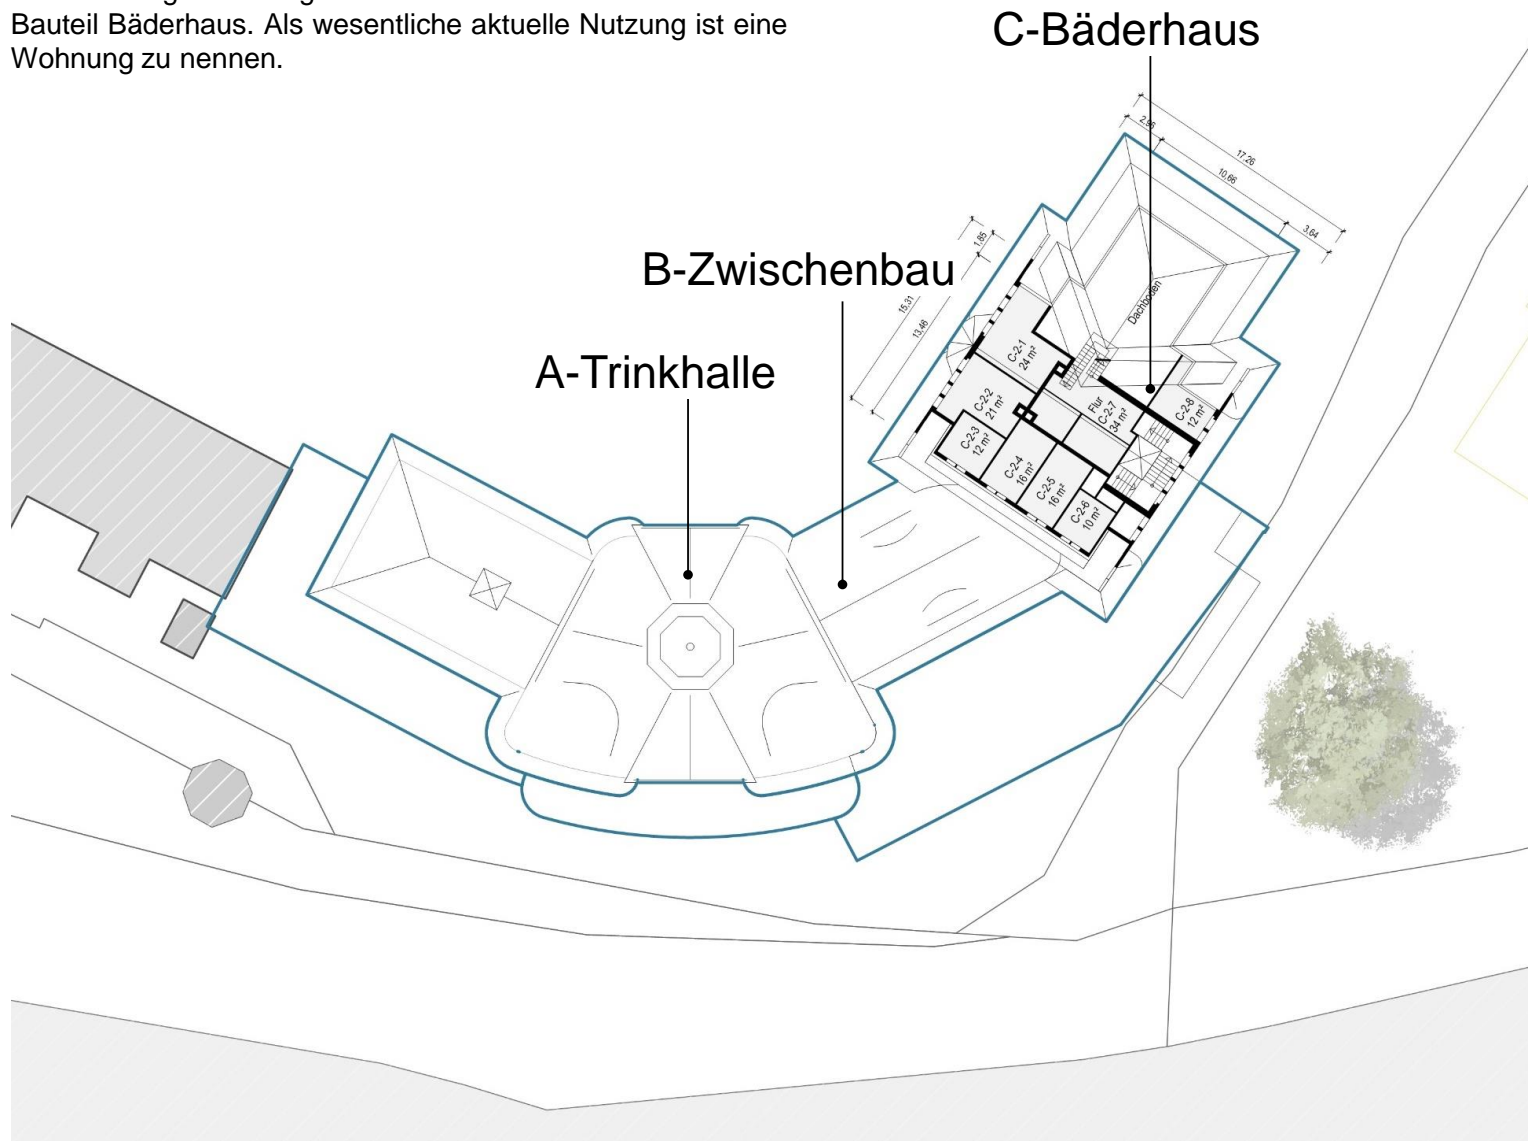 Bauteil Bäderhaus. Als wesentliche aktuelle Nutzung ist eine
Wohnung zu nennen.
C-Bäderhaus
B-Zwischenbau
A-Trinkhalle
2,96
17,26
10,66
3,64
1,85
15,31
13,46
Dachboden
C-2-1
24 m²
C-2-2
21 m²
C-2-3
12 m²
C-2-4
16 m²
C-2-5
16 m²
C-2-6
10 m²
Flur
C-2-7
34 m²
C-2-8
12 m²